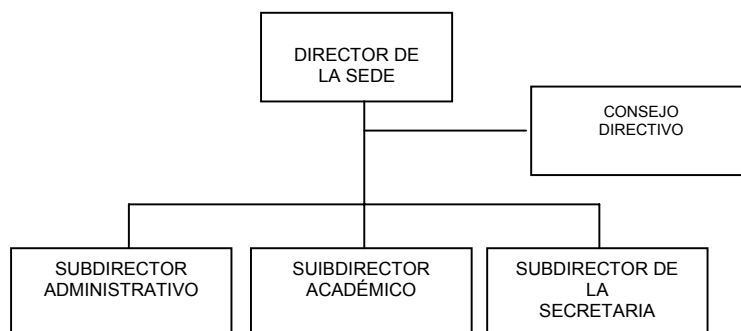 DIRECTOR DE
LA SEDE
CONSEJO
DIRECTIVO
SUBDIRECTOR
ADMINISTRATIVO
SUIBDIRECTOR
ACADÉMICO
SUBDIRECTOR DE
LA
SECRETARIA